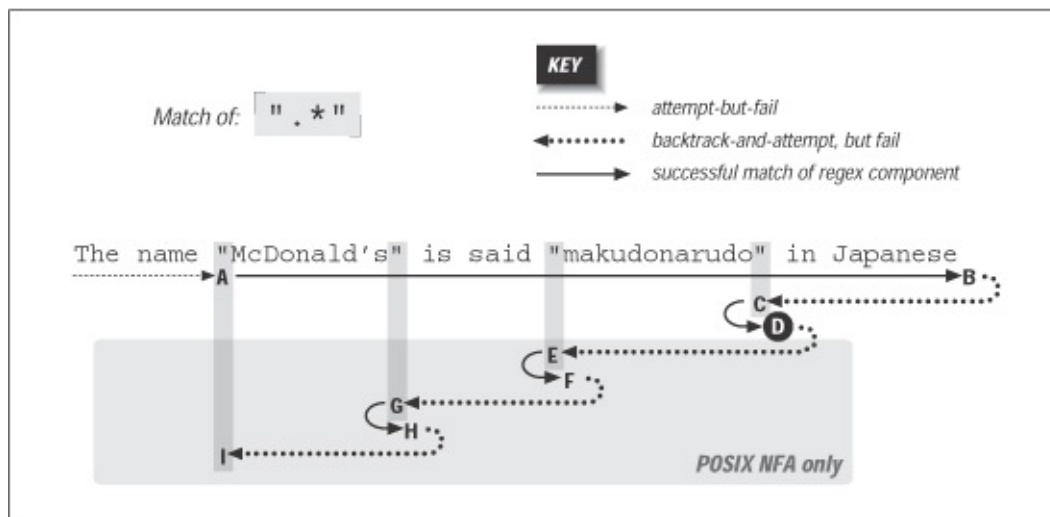 KEY
Match of: ".*"
attempt-but-fail
backtrack-and-attempt, but fail
successful match of regex component
The name "McDonald's" is said "makudonarudo" in Japanese
A B
C
D
E
F
G
H
I
POSIX NFA only